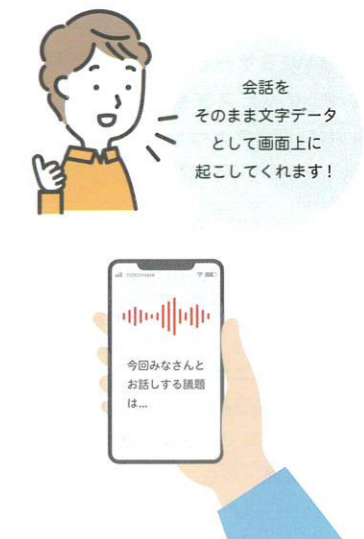 会話を
そのまま文字データ
として画面上に
起こしてくれます!
YOKOHAMA
今回みなさんと
お話しする議題
は…